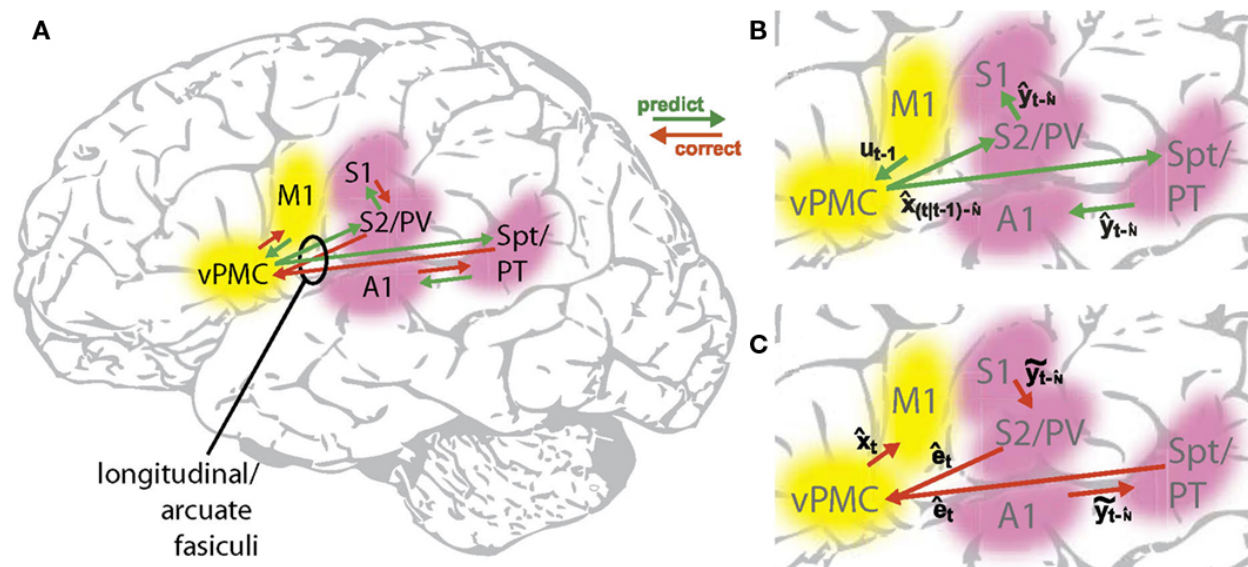 A
predict
correct
M1
S1
S2/PV
vPMC
A1
Spt/
PT
longitudinal/
arcuate
fasiculi
B
M1
S1
ŷt-N̂
S2/PV
ut-1
vPMC
x̂(t|t-1)-N̂
A1
ŷt-N̂
Spt/
PT
C
M1
S1
ỹt-N̂
S2/PV
x̂t
êt
vPMC
êt
A1
ỹt-N̂
Spt/
PT